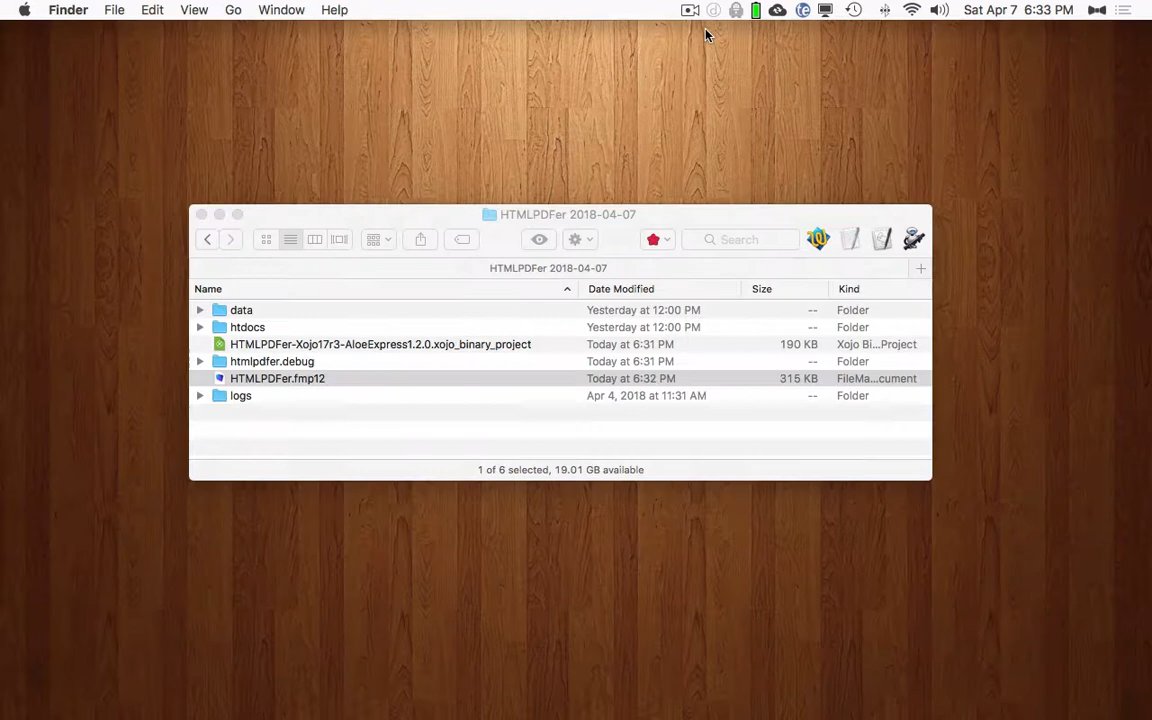 Finder File Edit View Go Window Help Sat Apr 7 6:33 PM
HTMLPDFer 2018-04-07
Search
HTMLPDFer 2018-04-07
Name Date Modified Size Kind
data Yesterday at 12:00 PM -- Folder
htdocs Yesterday at 12:00 PM -- Folder
HTMLPDFer-Xojo17r3-AloeExpress1.2.0.xojo_binary_project Today at 6:31 PM 190 KB Xojo Bi...Project
htmlpdfer.debug Today at 6:31 PM -- Folder
HTMLPDFer.fmp12 Today at 6:32 PM 315 KB FileMa...cument
logs Apr 4, 2018 at 11:31 AM -- Folder
1 of 6 selected, 19.01 GB available